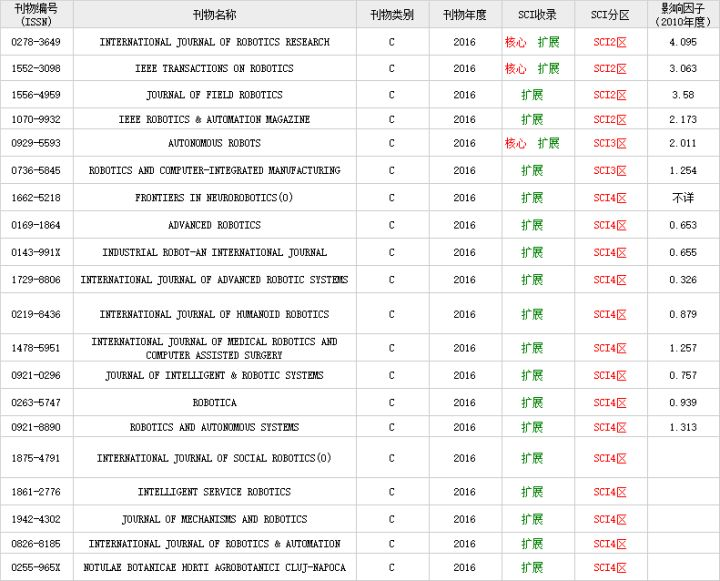 刊物编号 (ISSN) 刊物名称 刊物类别 刊物年度 SCI收录 SCI分区 影响因子 (2010年度)
0278-3649 INTERNATIONAL JOURNAL OF ROBOTICS RESEARCH C 2016 核心 扩展 SCI2区 4.095
1552-3098 IEEE TRANSACTIONS ON ROBOTICS C 2016 核心 扩展 SCI2区 3.063
1556-4959 JOURNAL OF FIELD ROBOTICS C 2016 扩展 SCI2区 3.58
1070-9932 IEEE ROBOTICS & AUTOMATION MAGAZINE C 2016 扩展 SCI2区 2.173
0929-5593 AUTONOMOUS ROBOTS C 2016 核心 扩展 SCI3区 2.011
0736-5845 ROBOTICS AND COMPUTER-INTEGRATED MANUFACTURING C 2016 扩展 SCI3区 1.254
1662-5218 FRONTIERS IN NEUROROBOTICS(O) C 2016 扩展 SCI4区 不详
0169-1864 ADVANCED ROBOTICS C 2016 扩展 SCI4区 0.653
0143-991X INDUSTRIAL ROBOT-AN INTERNATIONAL JOURNAL C 2016 扩展 SCI4区 0.655
1729-8806 INTERNATIONAL JOURNAL OF ADVANCED ROBOTIC SYSTEMS C 2016 扩展 SCI4区 0.326
0219-8436 INTERNATIONAL JOURNAL OF HUMANOID ROBOTICS C 2016 扩展 SCI4区 0.879
1478-5951 INTERNATIONAL JOURNAL OF MEDICAL ROBOTICS AND COMPUTER ASSISTED SURGERY C 2016 扩展 SCI4区 1.257
0921-0296 JOURNAL OF INTELLIGENT & ROBOTIC SYSTEMS C 2016 扩展 SCI4区 0.757
0263-5747 ROBOTICA C 2016 扩展 SCI4区 0.939
0921-8890 ROBOTICS AND AUTONOMOUS SYSTEMS C 2016 扩展 SCI4区 1.313
1875-4791 INTERNATIONAL JOURNAL OF SOCIAL ROBOTICS(O) C 2016 扩展 SCI4区
1861-2776 INTELLIGENT SERVICE ROBOTICS C 2016 扩展 SCI4区
1942-4302 JOURNAL OF MECHANISMS AND ROBOTICS C 2016 扩展 SCI4区
0826-8185 INTERNATIONAL JOURNAL OF ROBOTICS & AUTOMATION C 2016 扩展 SCI4区
0255-965X NOTULAE BOTANICAE HORTI AGROBOTANICI CLUJ-NAPOCA C 2016 扩展 SCI4区